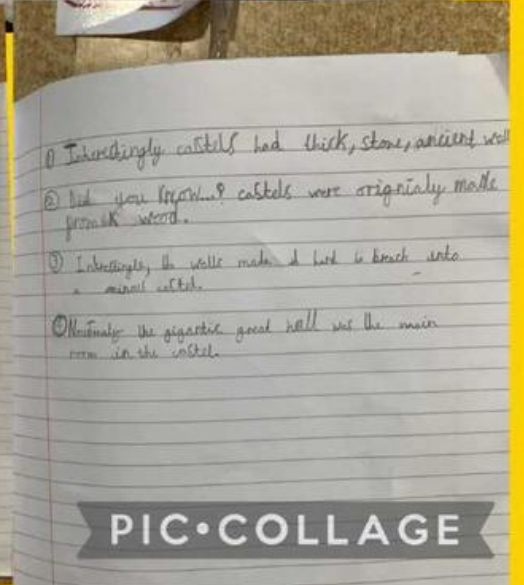 ① Interestingly castels had thick, stone, ancient wall
② Did you know...? castels were orignialy made
from wood.
③ Interestingly, the walls made it hard to breach into
a castel.
④ the gigantic great hall was the main
room in the castel.
PIC•COLLAGE